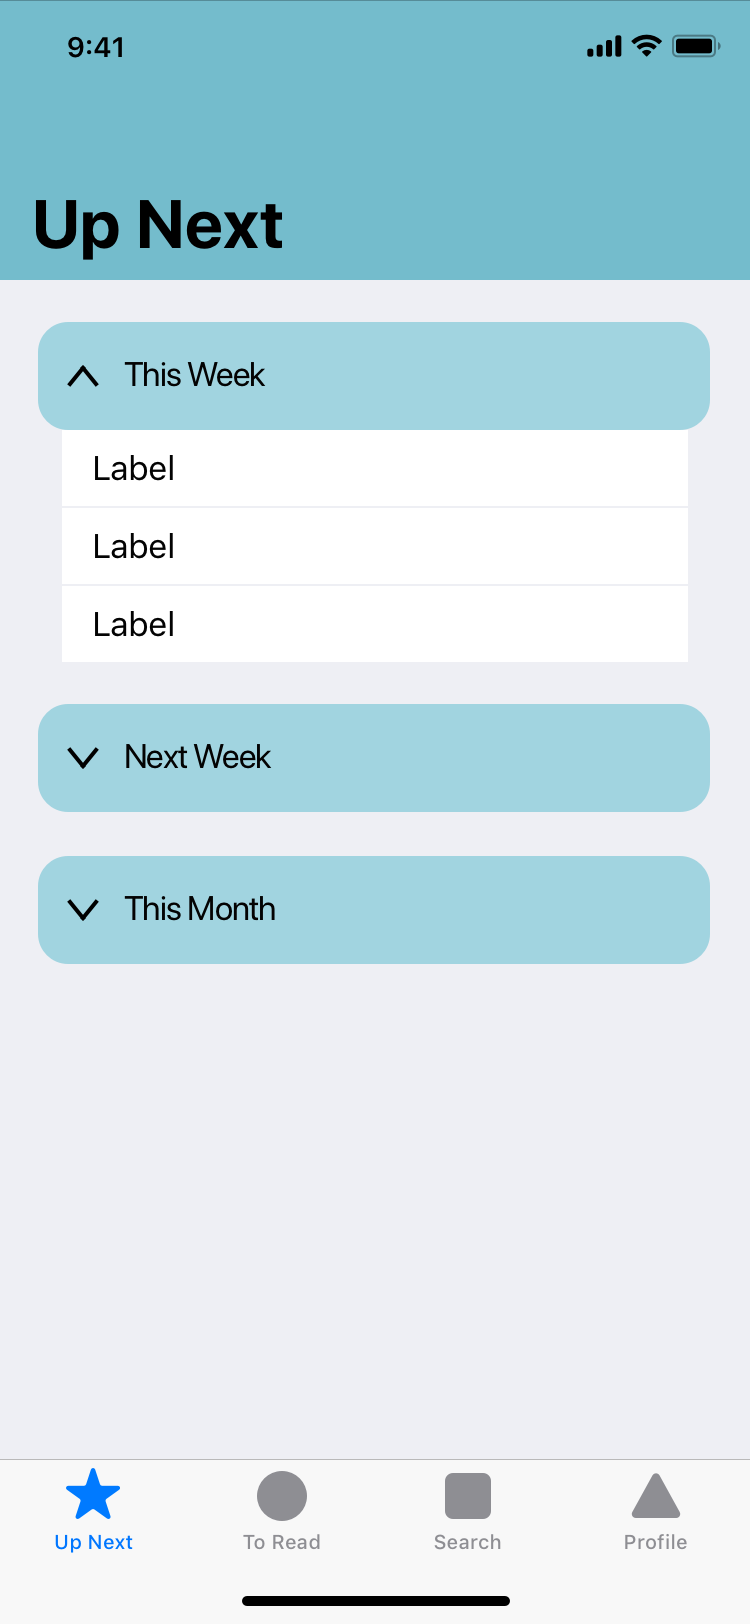 9:41
Up Next
This Week
Label
Label
Label
Next Week
This Month
Up Next
To Read
Search
Profile